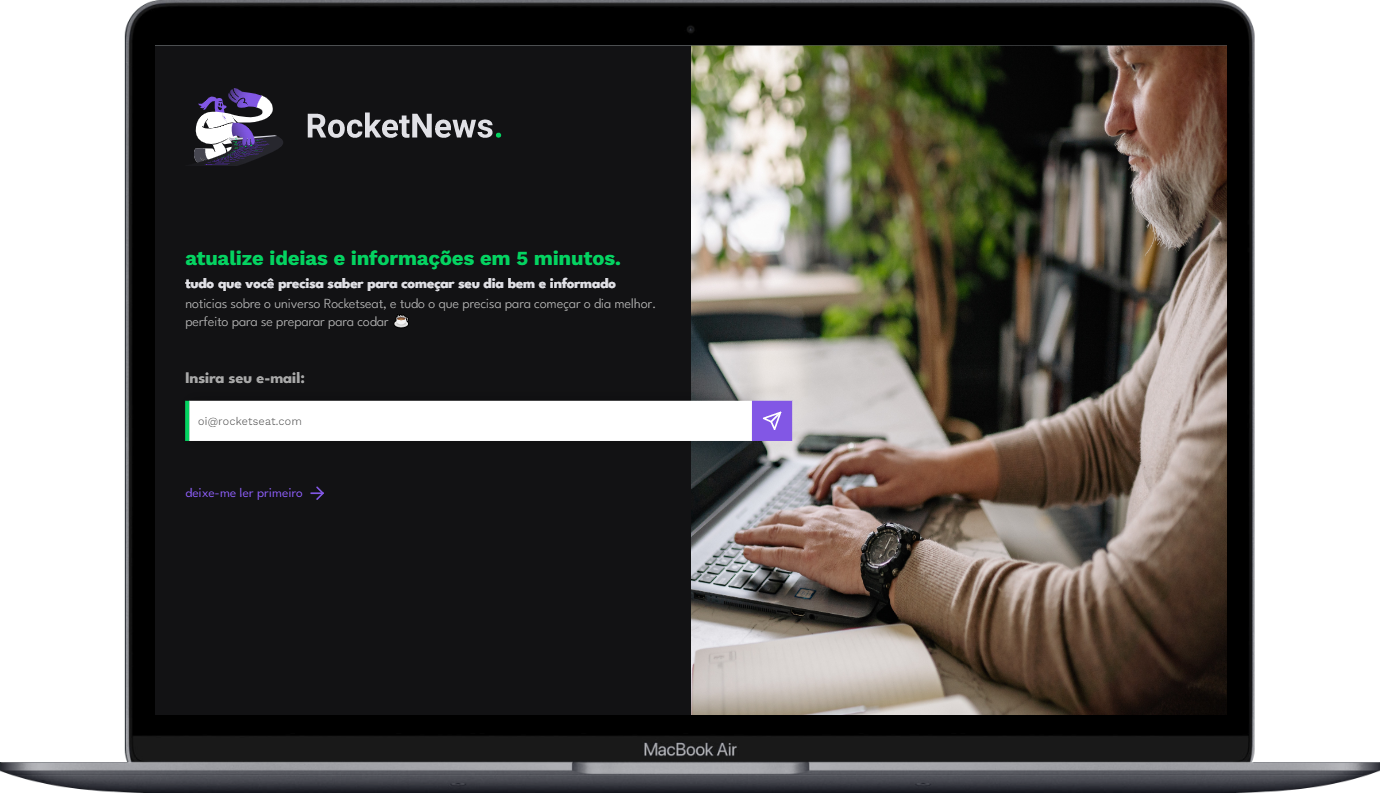 RocketNews.
atualize ideias e informações em 5 minutos.
tudo que você precisa saber para começar seu dia bem e informado
noticias sobre o universo Rocketseat, e tudo o que precisa para começar o dia melhor.
perfeito para se preparar para codar ☕
Insira seu e-mail:
oi@rocketseat.com
deixe-me ler primeiro →
MacBook Air